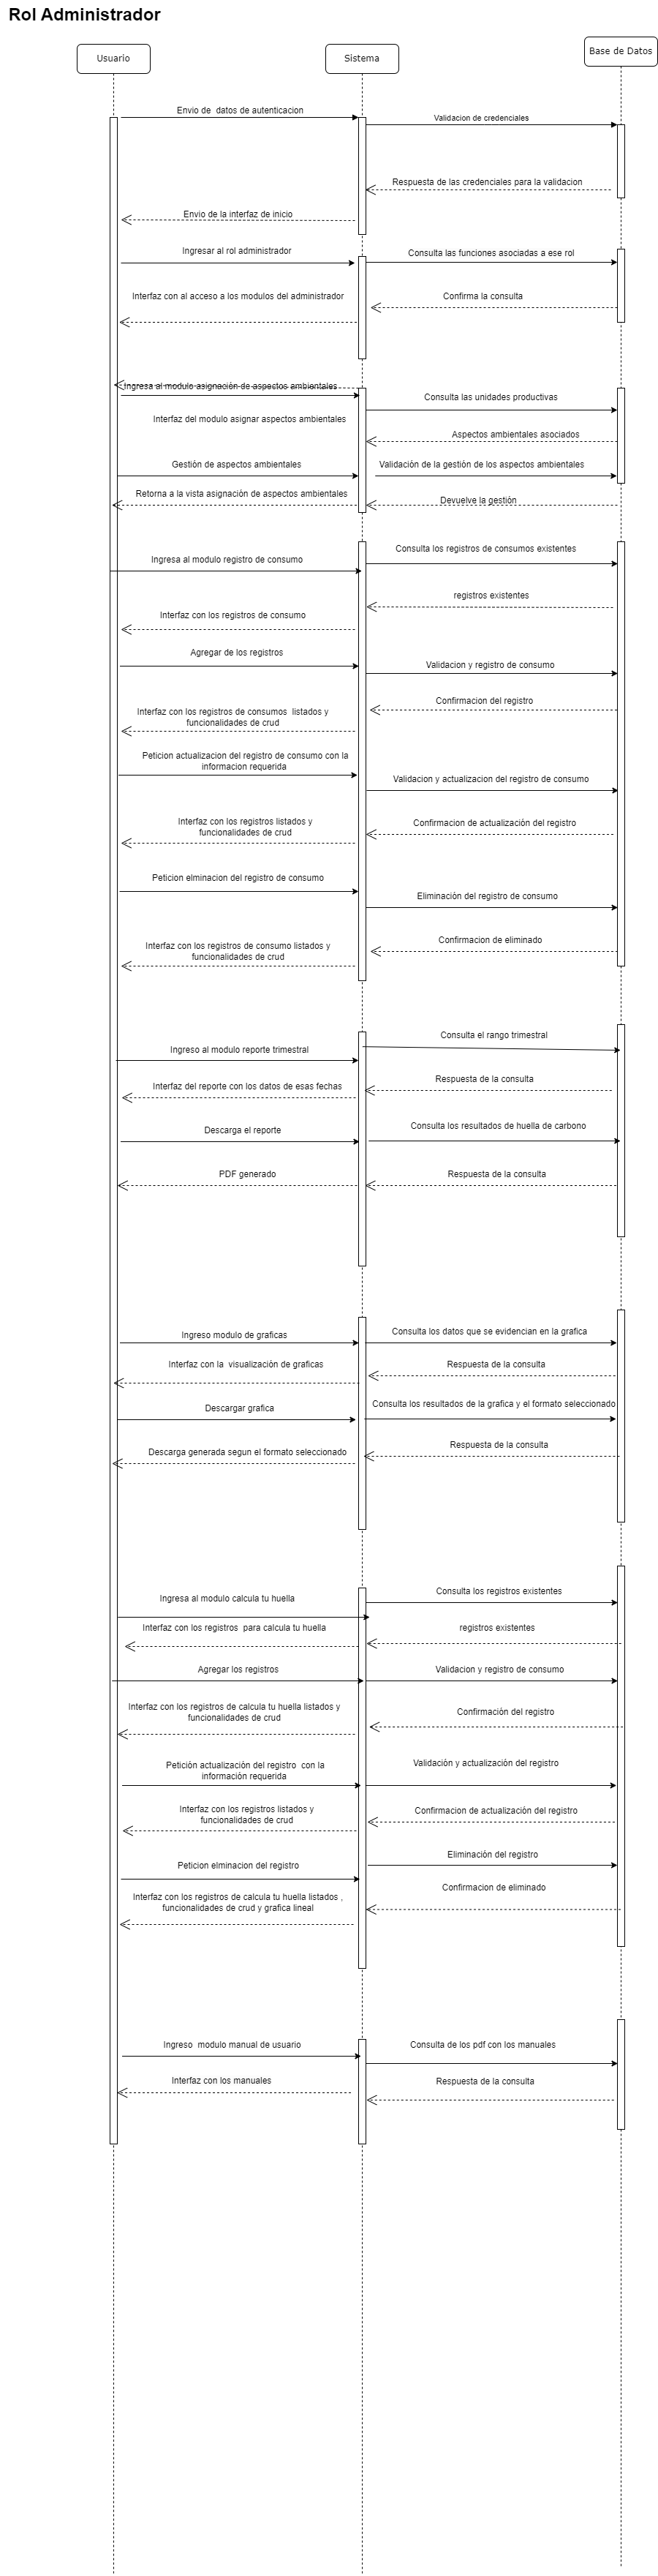 Rol Administrador
Usuario
Sistema
Base de Datos
Envio de  datos de autenticacion
Validacion de credenciales
Respuesta de las credenciales para la validacion
Envio de la interfaz de inicio
Ingresar al rol administrador
Consulta las funciones asociadas a ese rol
Interfaz con al acceso a los modulos del administrador
Confirma la consulta
Ingresa al modulo asignación de aspectos ambientales
Consulta las unidades productivas
Interfaz del modulo asignar aspectos ambientales
Aspectos ambientales asociados
Gestión de aspectos ambientales
Validación de la gestión de los aspectos ambientales
Retorna a la vista asignación de aspectos ambientales
Devuelve la gestión
Ingresa al modulo registro de consumo
Consulta los registros de consumos existentes
registros existentes
Interfaz con los registros de consumo
Agregar de los registros
Validacion y registro de consumo
Confirmacion del registro
Interfaz con los registros de consumos  listados y
funcionalidades de crud
Peticion actualizacion del registro de consumo con la
informacion requerida
Validacion y actualizacion del registro de consumo
Interfaz con los registros listados y
funcionalidades de crud
Confirmacion de actualización del registro
Peticion elminacion del registro de consumo
Eliminación del registro de consumo
Confirmacion de eliminado
Interfaz con los registros de consumo listados y
funcionalidades de crud
Consulta el rango trimestral
Ingreso al modulo reporte trimestral
Respuesta de la consulta
Interfaz del reporte con los datos de esas fechas
Consulta los resultados de huella de carbono
Descarga el reporte
PDF generado
Respuesta de la consulta
Ingreso modulo de graficas
Consulta los datos que se evidencian en la grafica
Interfaz con la  visualización de graficas
Respuesta de la consulta
Descargar grafica
Consulta los resultados de la grafica y el formato seleccionado
Respuesta de la consulta
Descarga generada segun el formato seleccionado
Consulta los registros existentes
Ingresa al modulo calcula tu huella
Interfaz con los registros  para calcula tu huella
registros existentes
Agregar los registros
Validacion y registro de consumo
Interfaz con los registros de calcula tu huella listados y
funcionalidades de crud
Confirmación del registro
Petición actualización del registro  con la
información requerida
Validación y actualización del registro
Interfaz con los registros listados y
funcionalidades de crud
Confirmacion de actualización del registro
Eliminación del registro
Peticion elminacion del registro
Confirmacion de eliminado
Interfaz con los registros de calcula tu huella listados ,
funcionalidades de crud y grafica lineal
Ingreso  modulo manual de usuario
Consulta de los pdf con los manuales
Interfaz con los manuales
Respuesta de la consulta